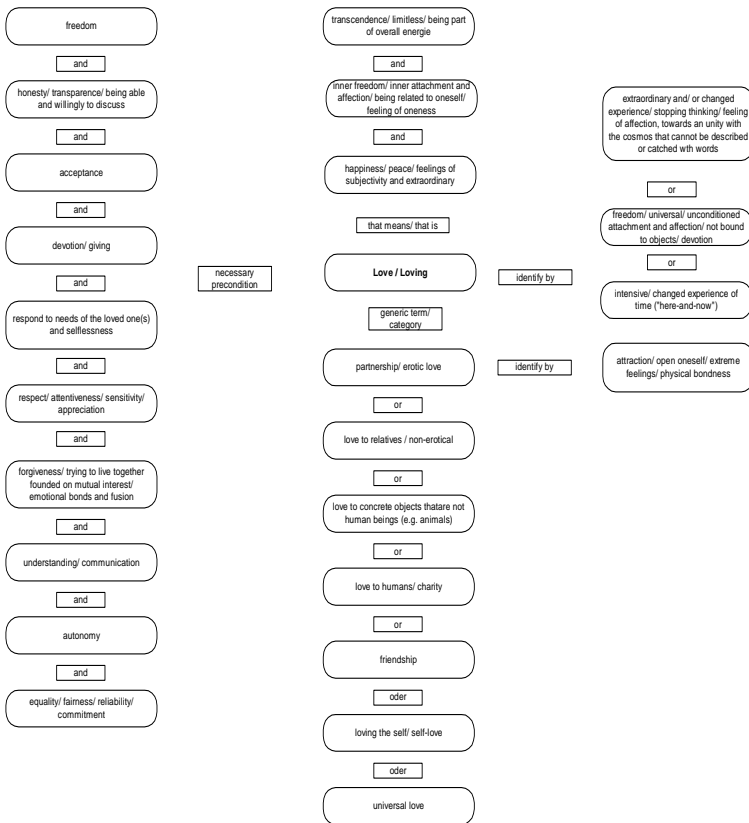 freedom
and
honesty/ transparence/ being able
and willingly to discuss
and
acceptance
and
devotion/ giving
and
respond to needs of the loved one(s)
and selflessness
and
respect/ attentiveness/ sensitivity/
appreciation
and
forgiveness/ trying to live together
founded on mutual interest/
emotional bonds and fusion
and
understanding/ communication
and
autonomy
and
equality/ fairness/ reliability/
commitment
necessary
precondition
transcendence/ limitless/ being part
of overall energie
and
inner freedom/ inner attachment and
affection/ being related to oneself/
feeling of oneness
and
happiness/ peace/ feelings of
subjectivity and extraordinary
that means/ that is
Love / Loving
generic term/
category
partnership/ erotic love
or
love to relatives / non-erotical
or
love to concrete objects thatare not
human beings (e.g. animals)
or
love to humans/ charity
or
friendship
oder
loving the self/ self-love
oder
universal love
identify by
identify by
extraordinary and/ or changed
experience/ stopping thinking/ feeling
of affection, towards an unity with
the cosmos that cannot be described
or catched wth words
or
freedom/ universal/ unconditioned
attachment and affection/ not bound
to objects/ devotion
or
intensive/ changed experience of
time ("here-and-now")
attraction/ open oneself/ extreme
feelings/ physical bondness